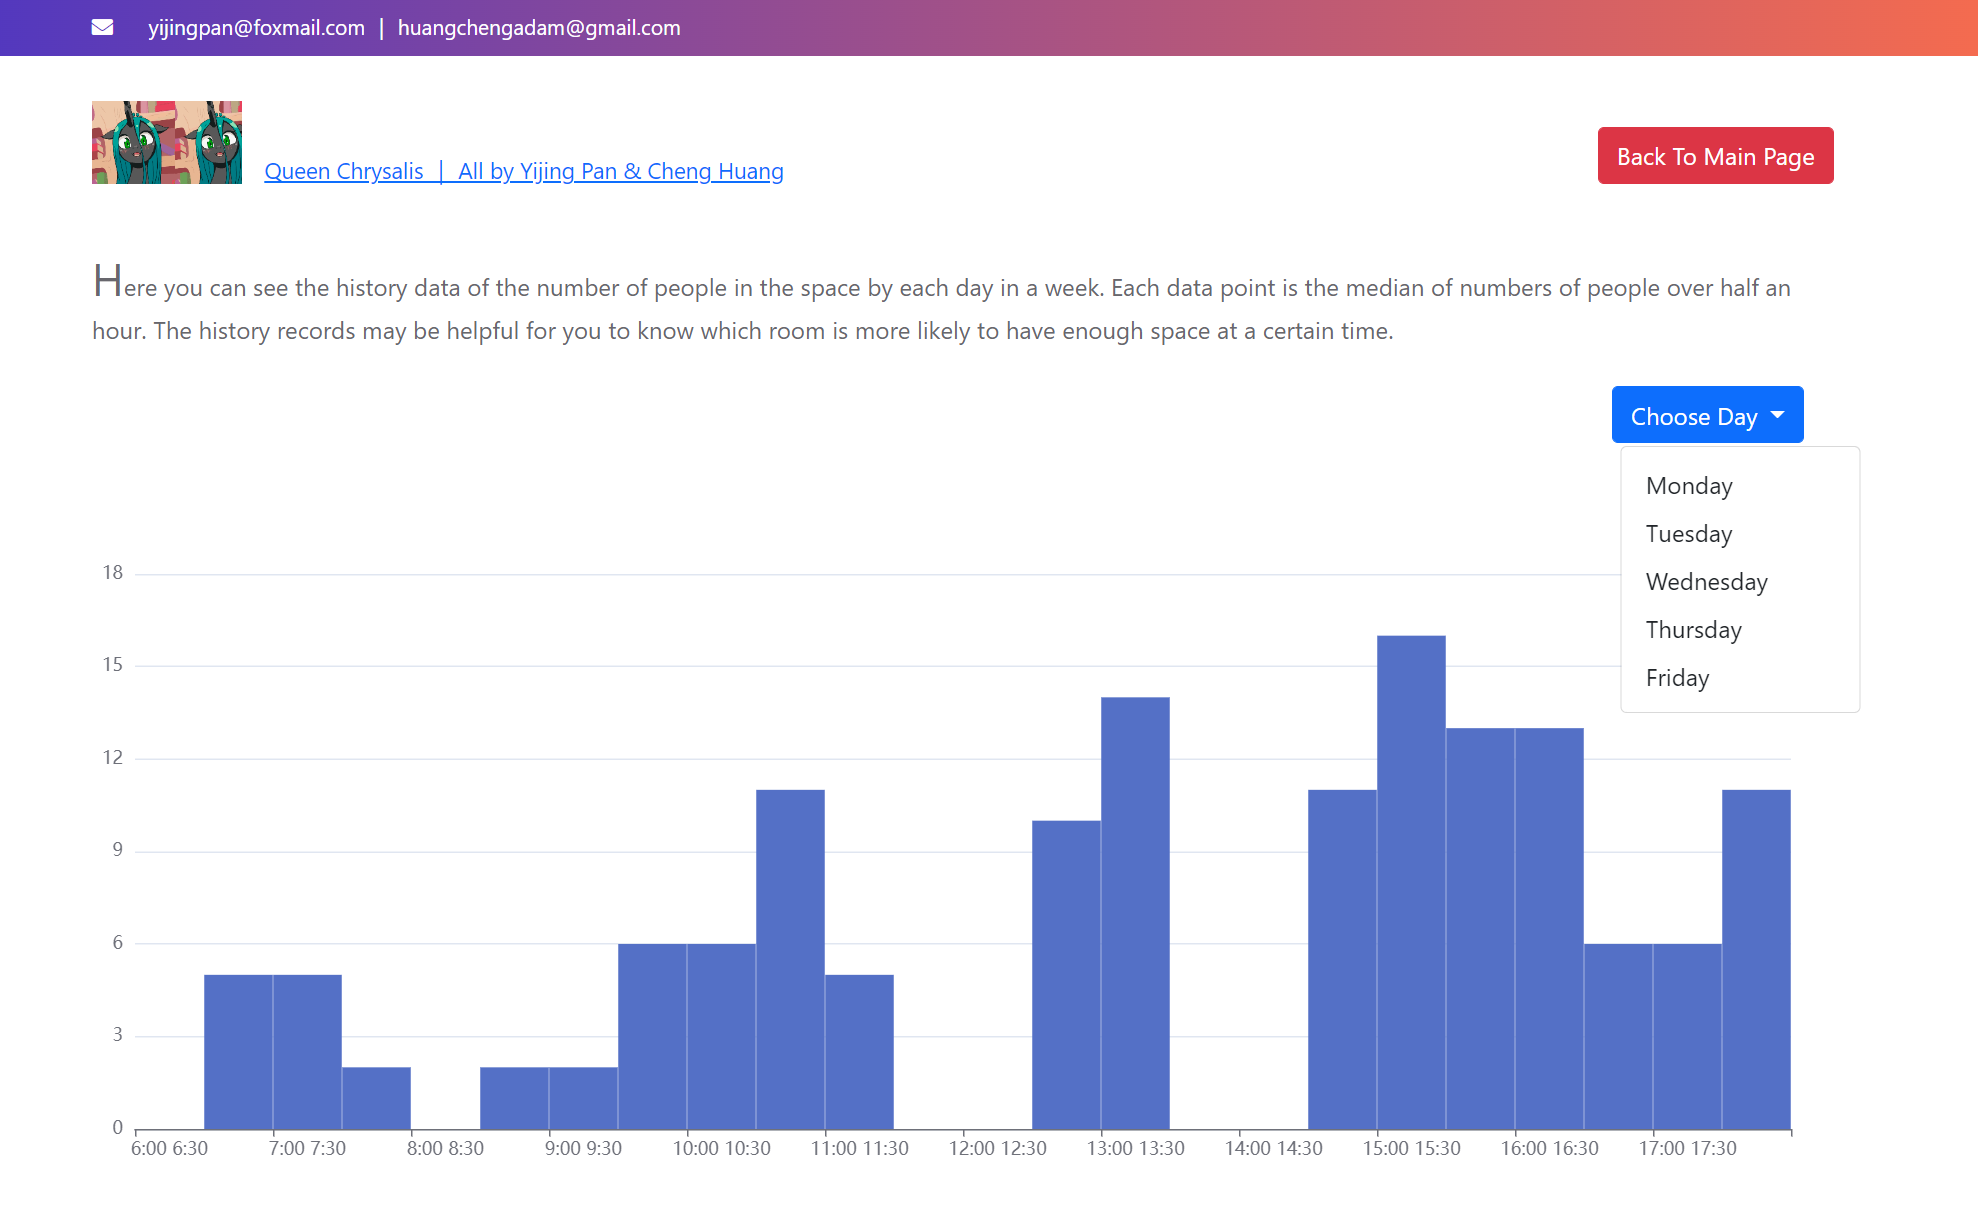 yijingpan@foxmail.com | huangchengadam@gmail.com
Queen Chrysalis | All by Yijing Pan & Cheng Huang
Back To Main Page
Here you can see the history data of the number of people in the space by each day in a week. Each data point is the median of numbers of people over half an
hour. The history records may be helpful for you to know which room is more likely to have enough space at a certain time.
Choose Day
Monday
Tuesday
Wednesday
Thursday
Friday
18
15
12
9
6
3
0
6:00 6:30 7:00 7:30 8:00 8:30 9:00 9:30 10:00 10:30 11:00 11:30 12:00 12:30 13:00 13:30 14:00 14:30 15:00 15:30 16:00 16:30 17:00 17:30